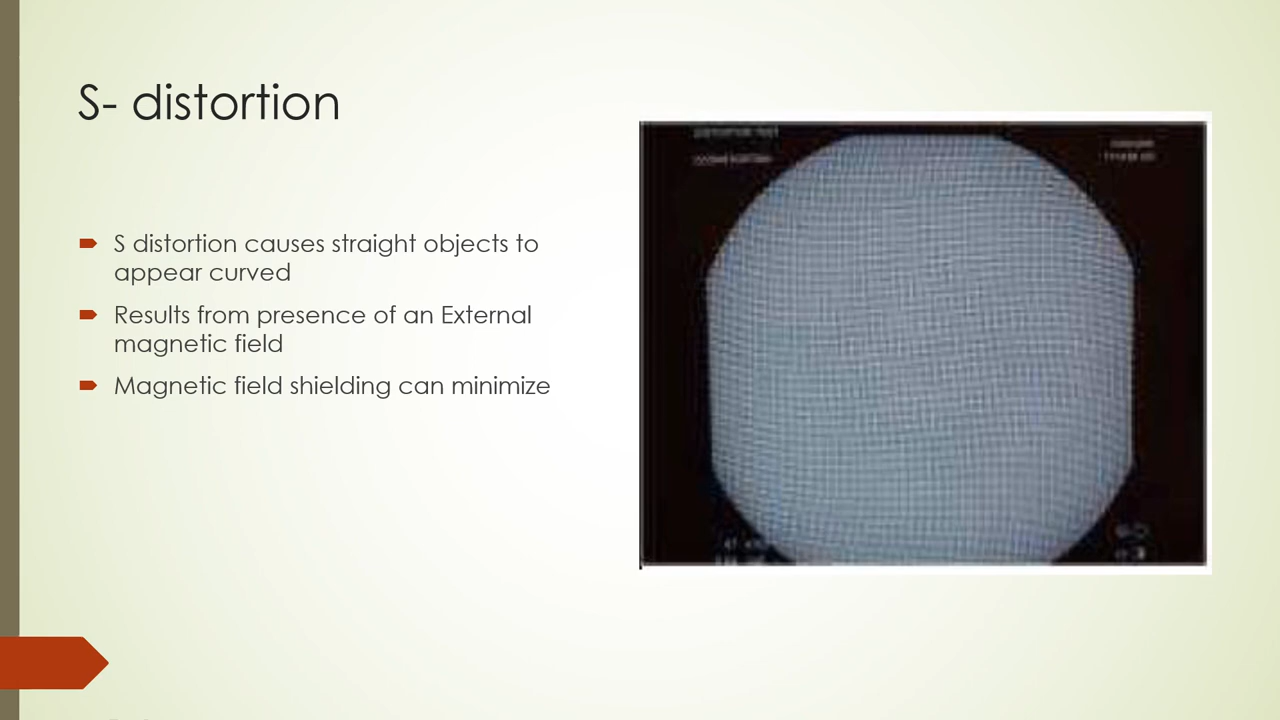 S- distortion
S distortion causes straight objects to
appear curved
Results from presence of an External
magnetic field
Magnetic field shielding can minimize